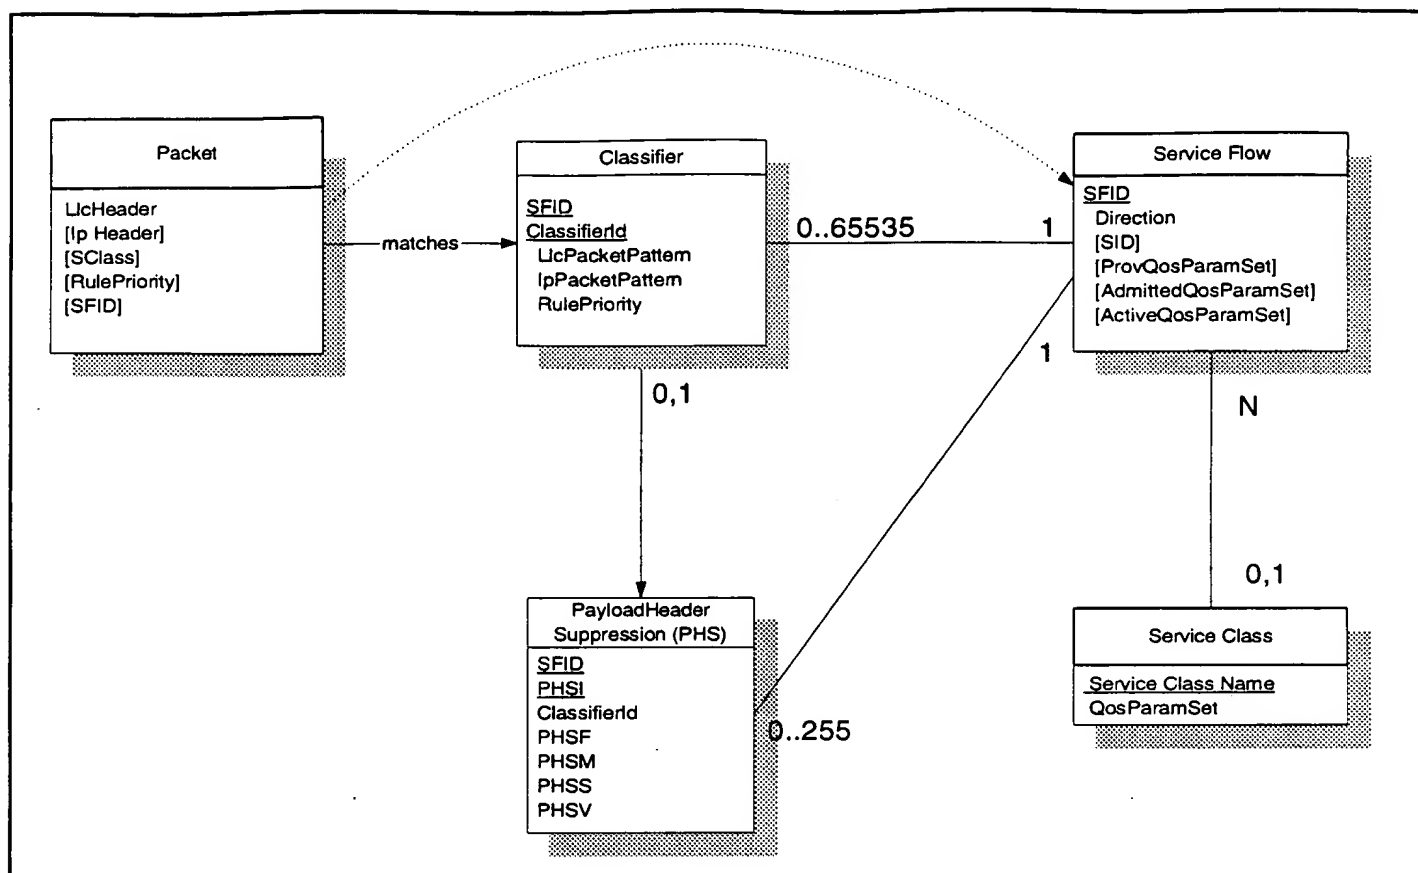 Packet
LlcHeader
[Ip Header]
[SClass]
[RulePriority]
[SFID]
matches
Classifier
SFID
ClassifierId
LlcPacketPattern
IpPacketPattern
RulePriority
0..65535
1
Service Flow
SFID
Direction
[SID]
[ProvQosParamSet]
[AdmittedQosParamSet]
[ActiveQosParamSet]
0,1
1
N
PayloadHeader
Suppression (PHS)
SFID
PHSI
ClassifierId
PHSF
PHSM
PHSS
PHSV
0..255
0,1
Service Class
Service Class Name
QosParamSet